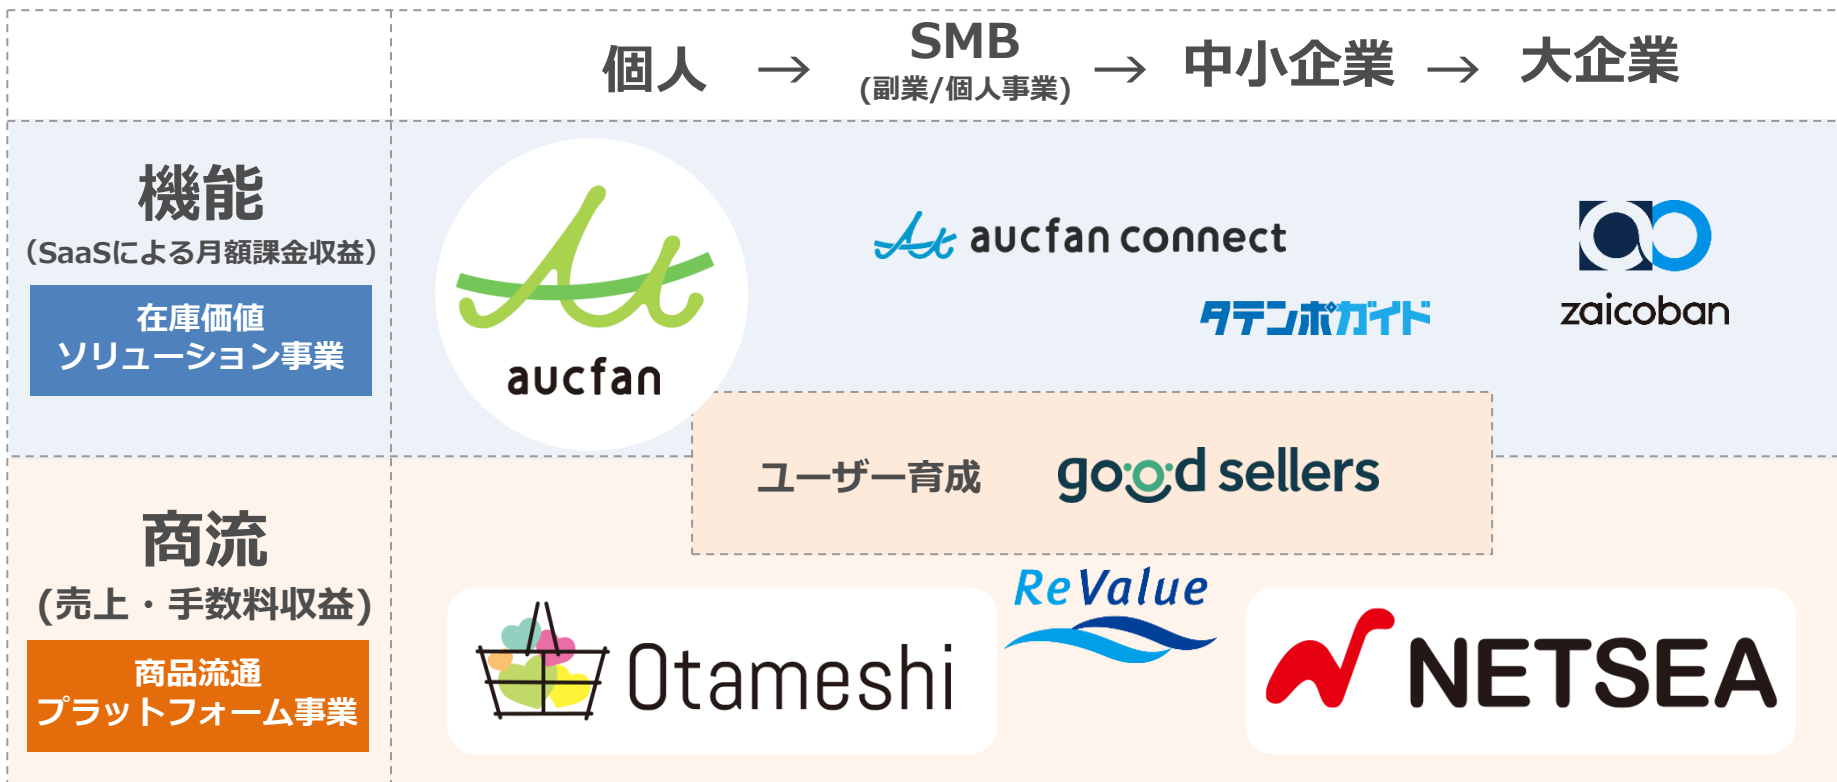 個人 → SMB → 中小企業 → 大企業
(副業/個人事業)
機能
（SaaSによる月額課金収益）
在庫価値
ソリューション事業
aucfan
aucfan connect
タテンポガイド
zaicoban
ユーザー育成 good sellers
商流
(売上・手数料収益)
商品流通
プラットフォーム事業
Otameshi
ReValue
NETSEA